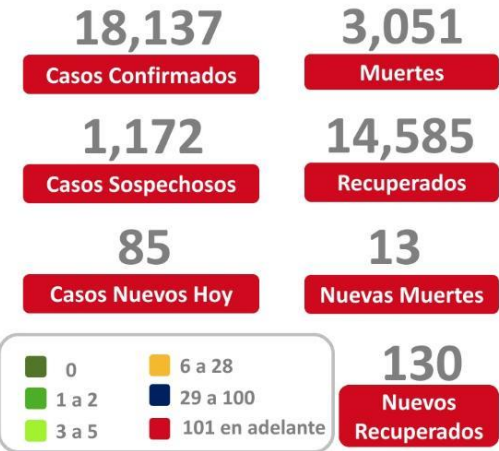 18,137
Casos Confirmados
3,051
Muertes
1,172
Casos Sospechosos
14,585
Recuperados
85
Casos Nuevos Hoy
13
Nuevas Muertes
0
1 a 2
3 a 5
6 a 28
29 a 100
101 en adelante
130
Nuevos
Recuperados